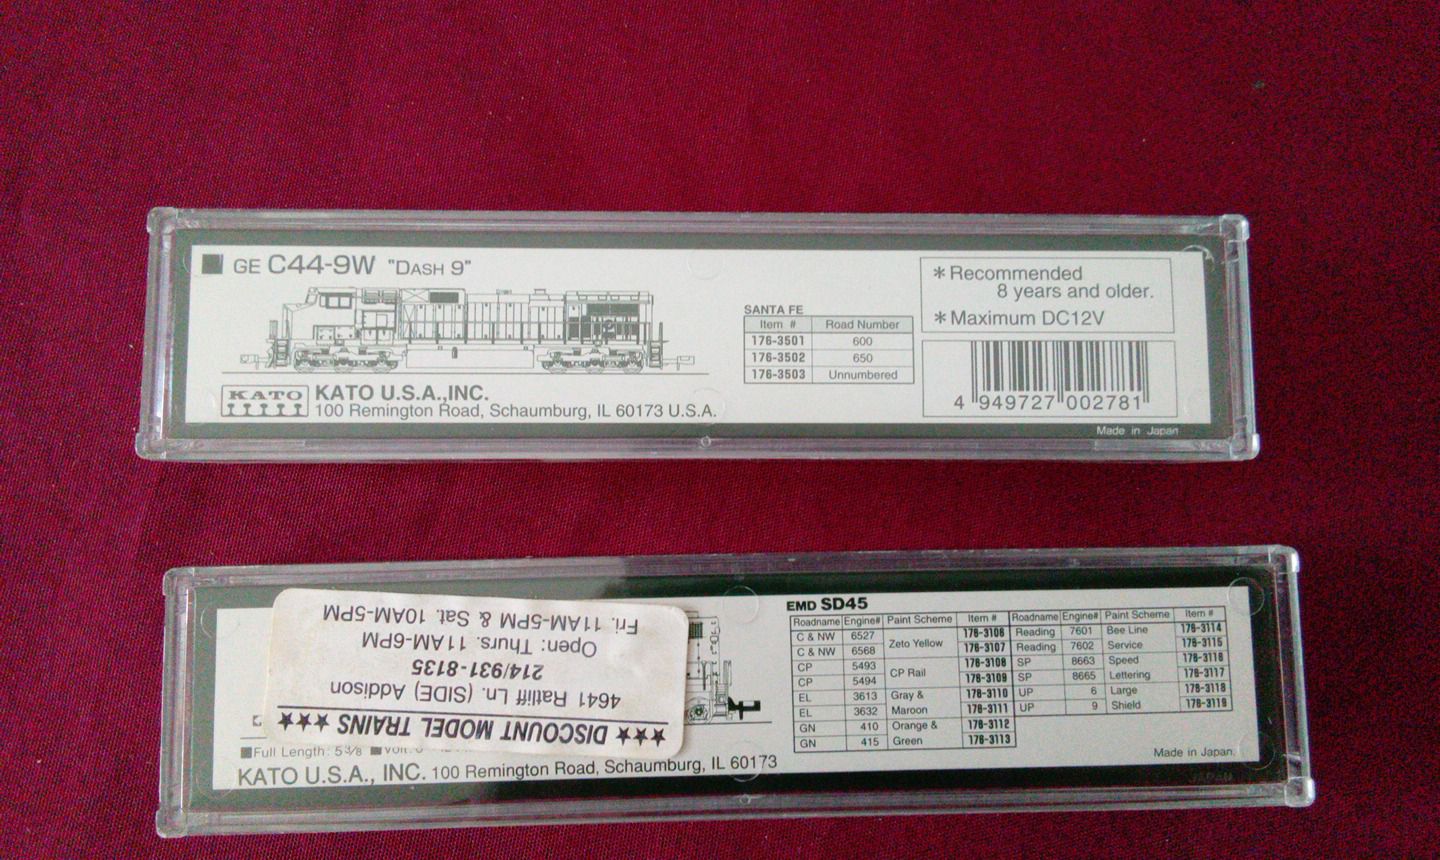 GE C44-9W "DASH 9"
SANTA FE
Item # Road Number
176-3501 600
176-3502 650
176-3503 Unnumbered
* Recommended
8 years and older.
* Maximum DC12V
4 949727 002781
KATO
KATO U.S.A.,INC.
100 Remington Road, Schaumburg, IL 60173 U.S.A.
Made in Japan
★★★ DISCOUNT MODEL TRAINS ★★★
4641 Ratliff Ln. (SIDE) Addison
214/931-8135
Open: Thurs. 11AM-6PM
Fri. 11AM-5PM & Sat. 10AM-5PM
■Full Length: 5 3/8 ■Volt:
KATO U.S.A., INC. 100 Remington Road, Schaumburg, IL 60173
EMD SD45
Roadname Engine# Paint Scheme Item # Roadname Engine# Paint Scheme Item #
C & NW 6527 Zeto Yellow 176-3106 Reading 7601 Bee Line 176-3114
C & NW 6568 176-3107 Reading 7602 Service 176-3115
CP 5493 CP Rail 176-3108 SP 8663 Speed 176-3116
CP 5494 176-3109 SP 8665 Lettering 176-3117
EL 3613 Gray & 176-3110 UP 6 Large 176-3118
EL 3632 Maroon 176-3111 UP 9 Shield 176-3119
GN 410 Orange & 176-3112
GN 415 Green 176-3113
Made in Japan.
JAPAN